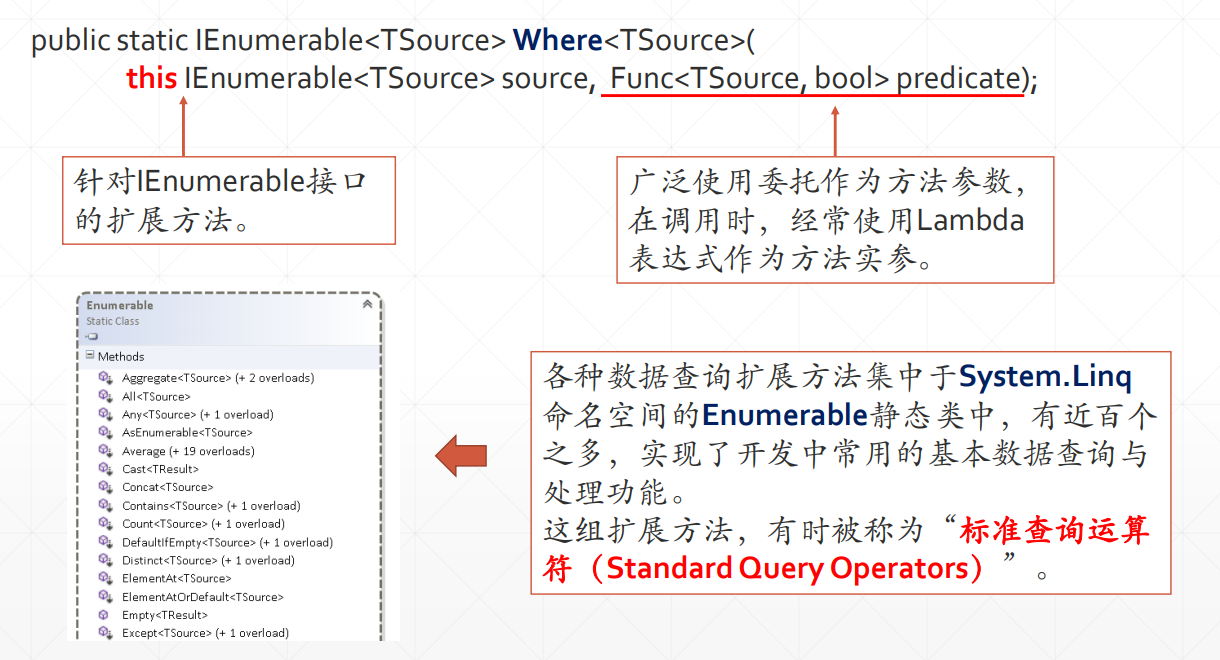 public static IEnumerable<TSource> Where<TSource>(
this IEnumerable<TSource> source, Func<TSource, bool> predicate);
针对IEnumerable接口
的扩展方法。
广泛使用委托作为方法参数，
在调用时，经常使用Lambda
表达式作为方法实参。
Enumerable
Static Class
Methods
Aggregate<TSource> (+ 2 overloads)
All<TSource>
Any<TSource> (+ 1 overload)
AsEnumerable<TSource>
Average (+ 19 overloads)
Cast<TResult>
Concat<TSource>
Contains<TSource> (+ 1 overload)
Count<TSource> (+ 1 overload)
DefaultIfEmpty<TSource> (+ 1 overload)
Distinct<TSource> (+ 1 overload)
ElementAt<TSource>
ElementAtOrDefault<TSource>
Empty<TResult>
Except<TSource> (+ 1 overload)
各种数据查询扩展方法集中于System.Linq
命名空间的Enumerable静态类中，有近百个
之多，实现了开发中常用的基本数据查询与
处理功能。
这组扩展方法，有时被称为“标准查询运算
符（Standard Query Operators）”。